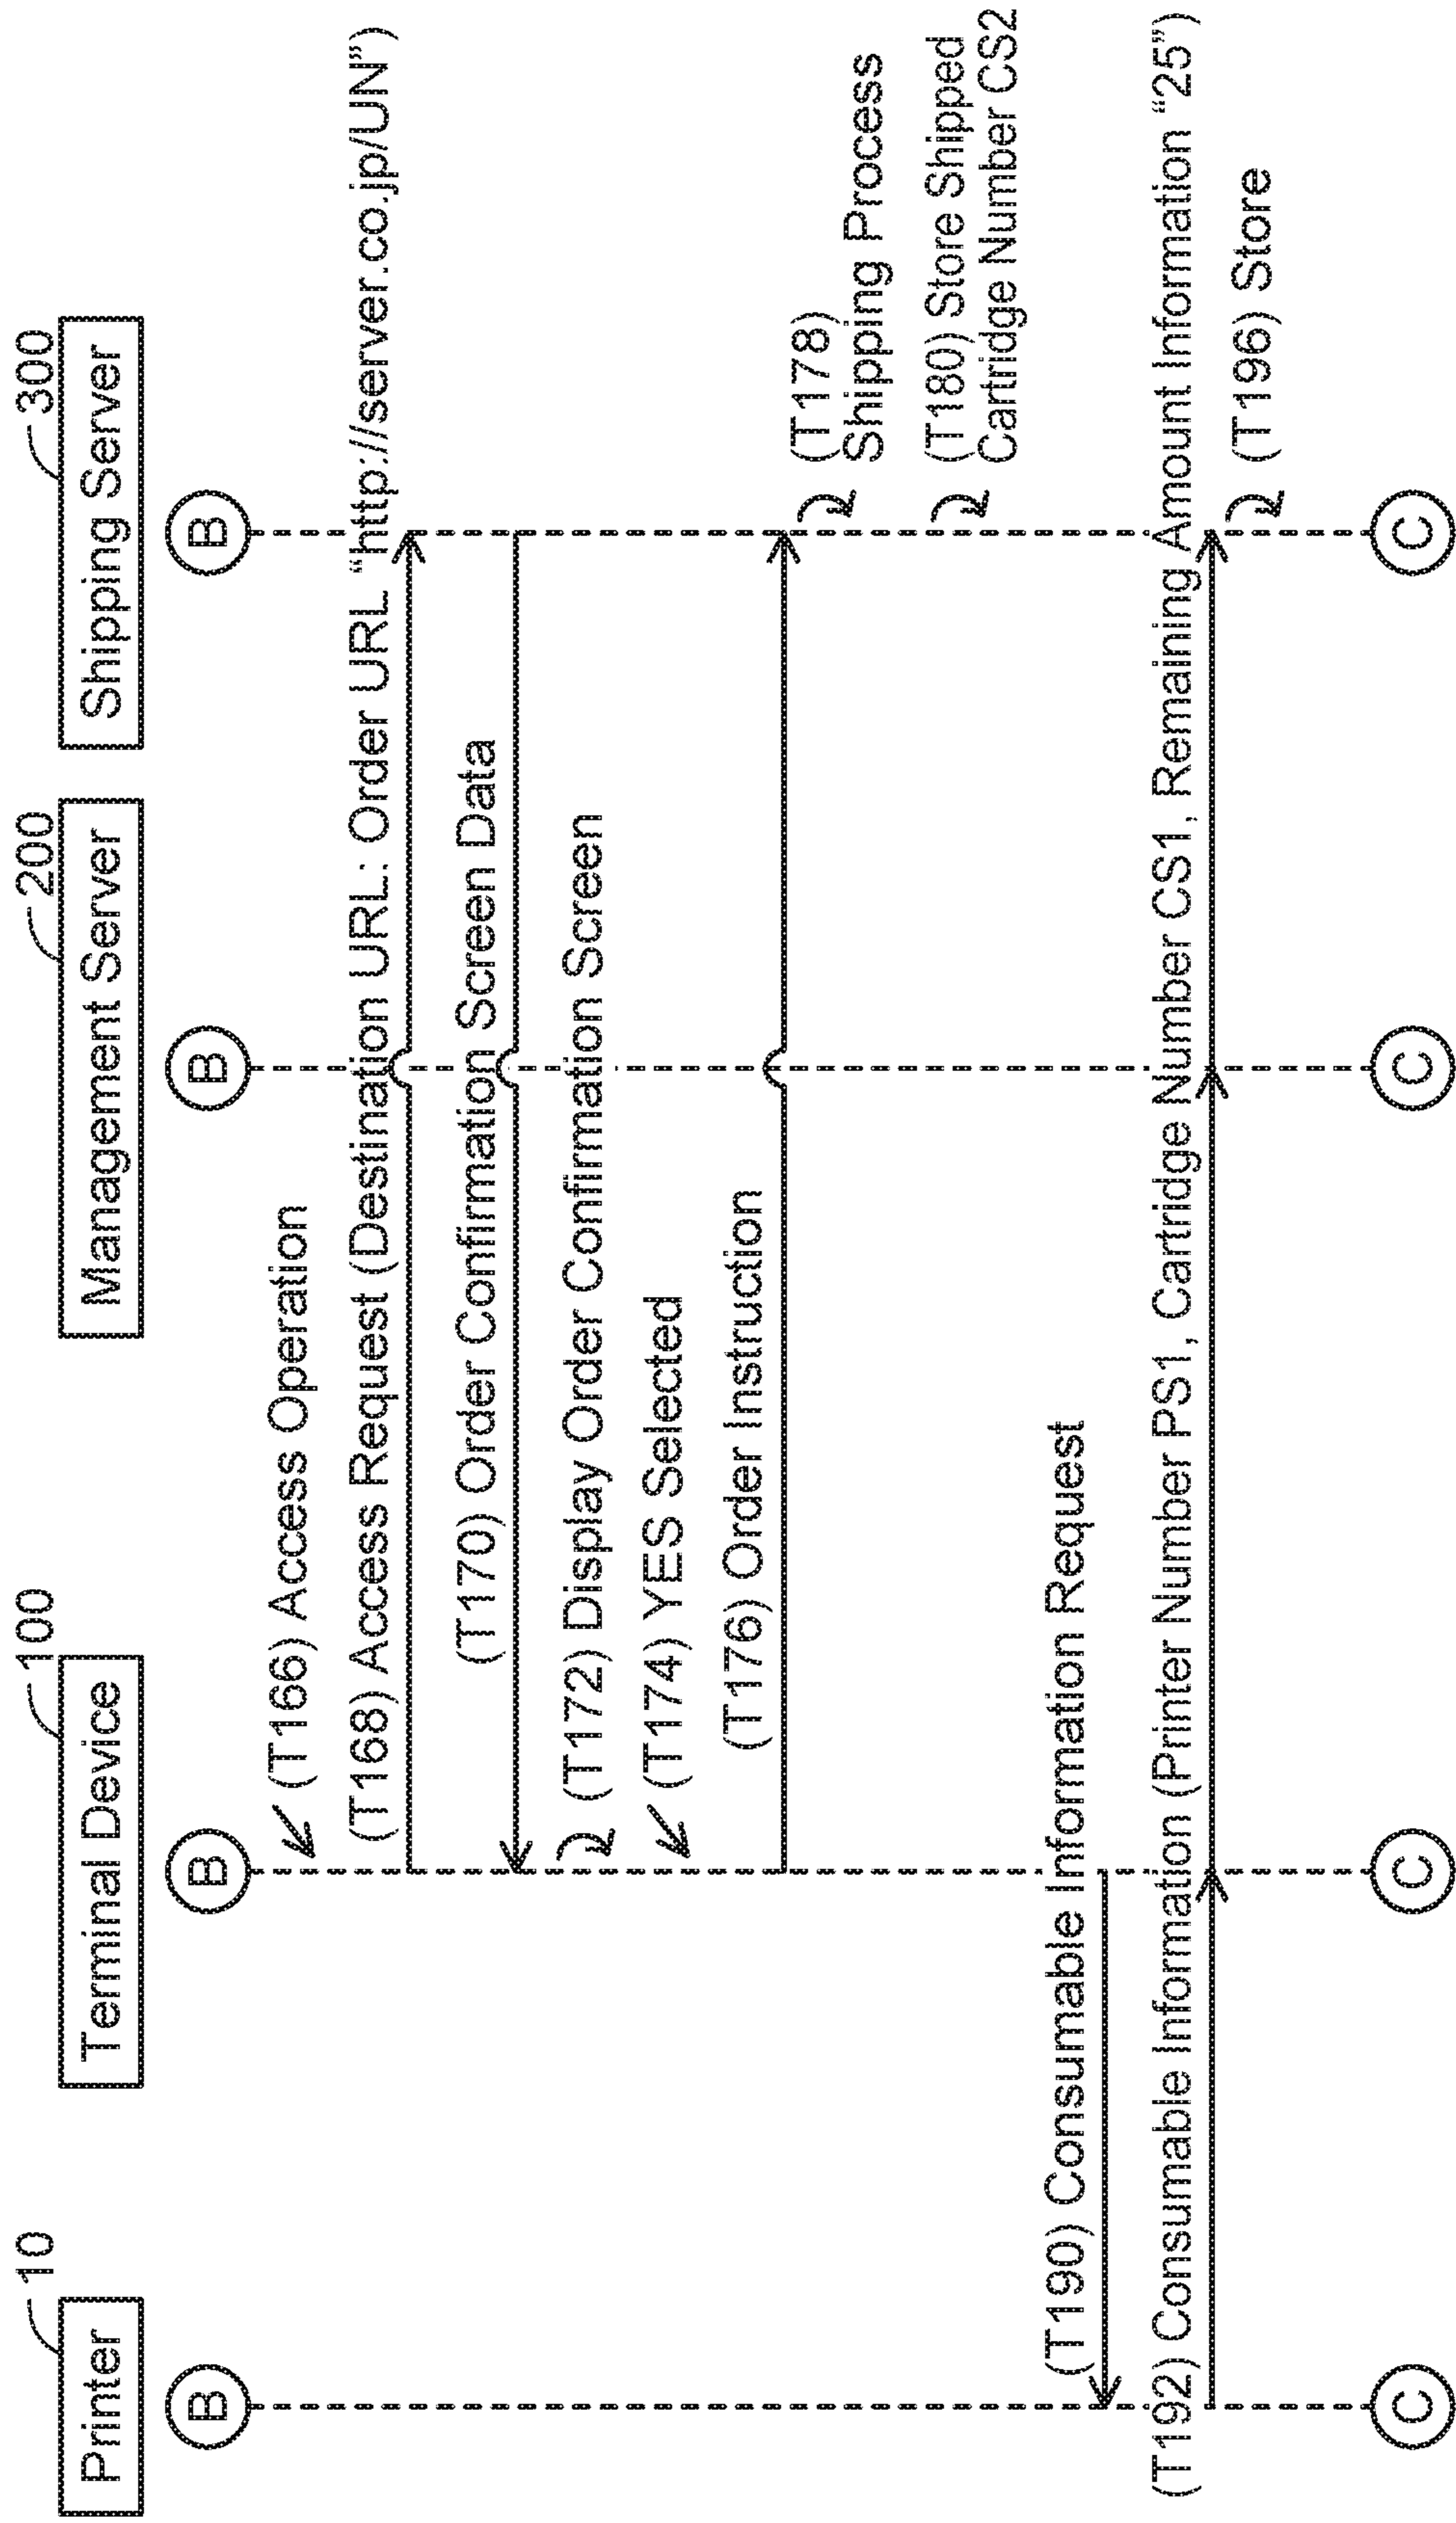 10
100
200
300
Printer
Terminal Device
Management Server
Shipping Server
B
B
B
B
(T166) Access Operation
(T168) Access Request (Destination URL: Order URL “http://server.co.jp/UN”)
(T170) Order Confirmation Screen Data
(T172) Display Order Confirmation Screen
(T174) YES Selected
(T176) Order Instruction
(T178)
Shipping Process
(T180) Store Shipped
Cartridge Number CS2
(T190) Consumable Information Request
(T192) Consumable Information (Printer Number PS1, Cartridge Number CS1, Remaining Amount Information “25”)
(T196) Store
C
C
C
C